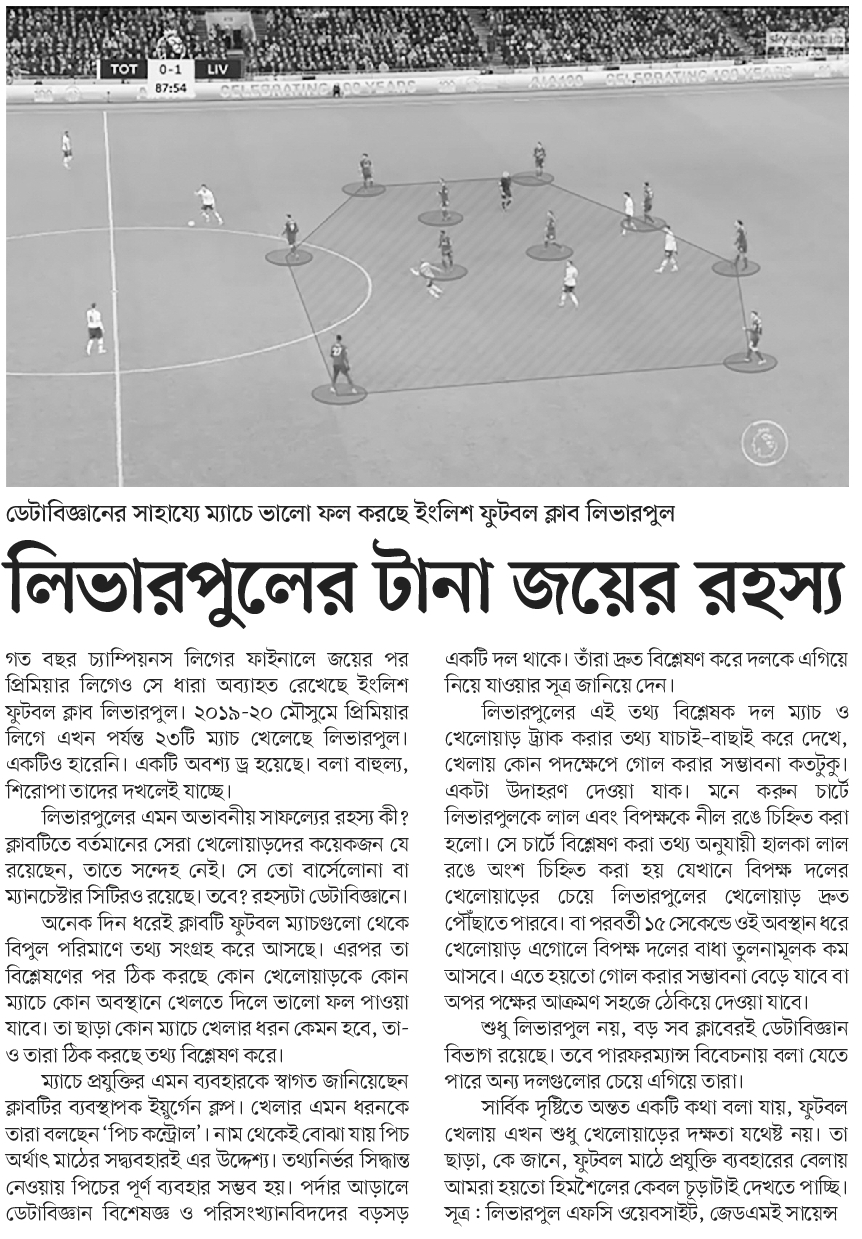 TOT 0-1 LIV
87:54
CELEBRATING 100 YEARS
ডেটাবিজ্ঞানের সাহায্যে ম্যাচে ভালো ফল করছে ইংলিশ ফুটবল ক্লাব লিভারপুল
লিভারপুলের টানা জয়ের রহস্য
গত বছর চ্যাম্পিয়নস লিগের ফাইনালে জয়ের পর
প্রিমিয়ার লিগেও সে ধারা অব্যাহত রেখেছে ইংলিশ
ফুটবল ক্লাব লিভারপুল। ২০১৯-২০ মৌসুমে প্রিমিয়ার
লিগে এখন পর্যন্ত ২৩টি ম্যাচ খেলেছে লিভারপুল।
একটিও হারেনি। একটি অবশ্য ড্র হয়েছে। বলা বাহুল্য,
শিরোপা তাদের দখলেই যাচ্ছে।
লিভারপুলের এমন অভাবনীয় সাফল্যের রহস্য কী?
ক্লাবটিতে বর্তমানের সেরা খেলোয়াড়দের কয়েকজন যে
রয়েছেন, তাতে সন্দেহ নেই। সে তো বার্সেলোনা বা
ম্যানচেস্টার সিটিরও রয়েছে। তবে? রহস্যটা ডেটাবিজ্ঞানে।
অনেক দিন ধরেই ক্লাবটি ফুটবল ম্যাচগুলো থেকে
বিপুল পরিমাণে তথ্য সংগ্রহ করে আসছে। এরপর তা
বিশ্লেষণের পর ঠিক করছে কোন খেলোয়াড়কে কোন
ম্যাচে কোন অবস্থানে খেলতে দিলে ভালো ফল পাওয়া
যাবে। তা ছাড়া কোন ম্যাচে খেলার ধরন কেমন হবে, তা-
ও তারা ঠিক করছে তথ্য বিশ্লেষণ করে।
ম্যাচে প্রযুক্তির এমন ব্যবহারকে স্বাগত জানিয়েছেন
ক্লাবটির ব্যবস্থাপক ইয়ুর্গেন ক্লপ। খেলার এমন ধরনকে
তারা বলছেন ‘পিচ কন্ট্রোল’। নাম থেকেই বোঝা যায় পিচ
অর্থাৎ মাঠের সদ্ব্যবহারই এর উদ্দেশ্য। তথ্যনির্ভর সিদ্ধান্ত
নেওয়ায় পিচের পূর্ণ ব্যবহার সম্ভব হয়। পর্দার আড়ালে
ডেটাবিজ্ঞান বিশেষজ্ঞ ও পরিসংখ্যানবিদদের বড়সড়
একটি দল থাকে। তাঁরা দ্রুত বিশ্লেষণ করে দলকে এগিয়ে
নিয়ে যাওয়ার সূত্র জানিয়ে দেন।
লিভারপুলের এই তথ্য বিশ্লেষক দল ম্যাচ ও
খেলোয়াড় ট্র্যাক করার তথ্য যাচাই-বাছাই করে দেখে,
খেলায় কোন পদক্ষেপে গোল করার সম্ভাবনা কতটুকু।
একটা উদাহরণ দেওয়া যাক। মনে করুন চার্টে
লিভারপুলকে লাল এবং বিপক্ষকে নীল রঙে চিহ্নিত করা
হলো। সে চার্টে বিশ্লেষণ করা তথ্য অনুযায়ী হালকা লাল
রঙে অংশ চিহ্নিত করা হয় যেখানে বিপক্ষ দলের
খেলোয়াড়ের চেয়ে লিভারপুলের খেলোয়াড় দ্রুত
পৌঁছাতে পারবে। বা পরবর্তী ১৫ সেকেন্ডে ওই অবস্থান ধরে
খেলোয়াড় এগোলে বিপক্ষ দলের বাধা তুলনামূলক কম
আসবে। এতে হয়তো গোল করার সম্ভাবনা বেড়ে যাবে বা
অপর পক্ষের আক্রমণ সহজে ঠেকিয়ে দেওয়া যাবে।
শুধু লিভারপুল নয়, বড় সব ক্লাবেরই ডেটাবিজ্ঞান
বিভাগ রয়েছে। তবে পারফরম্যান্স বিবেচনায় বলা যেতে
পারে অন্য দলগুলোর চেয়ে এগিয়ে তারা।
সার্বিক দৃষ্টিতে অন্তত একটি কথা বলা যায়, ফুটবল
খেলায় এখন শুধু খেলোয়াড়ের দক্ষতা যথেষ্ট নয়। তা
ছাড়া, কে জানে, ফুটবল মাঠে প্রযুক্তি ব্যবহারের বেলায়
আমরা হয়তো হিমশৈলের কেবল চূড়াটাই দেখতে পাচ্ছি।
সূত্র : লিভারপুল এফসি ওয়েবসাইট, জেডএমই সায়েন্স